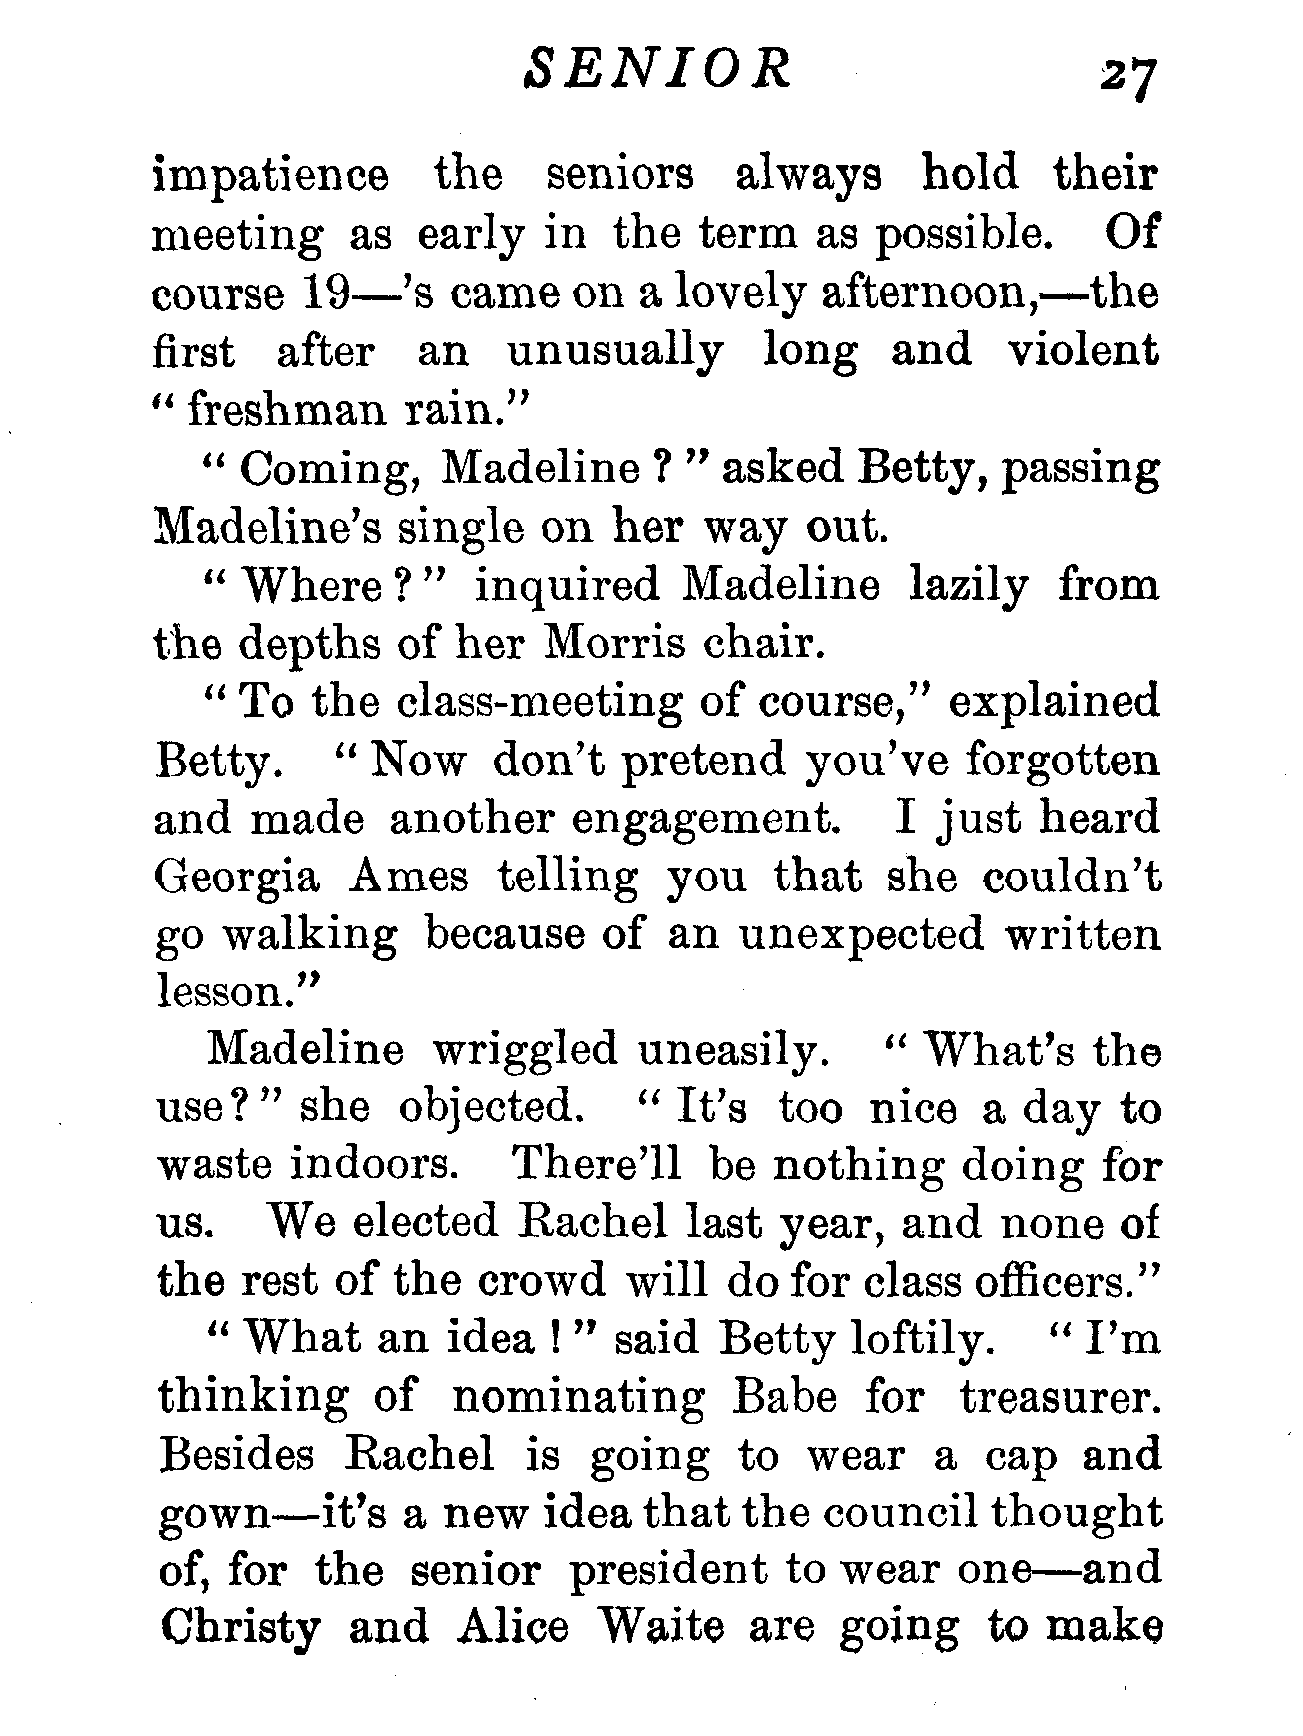 SENIOR 27
impatience the seniors always hold their
meeting as early in the term as possible. Of
course 19—'s came on a lovely afternoon,—the
first after an unusually long and violent
“ freshman rain.”
“ Coming, Madeline ? ” asked Betty, passing
Madeline's single on her way out.
“ Where ? ” inquired Madeline lazily from
the depths of her Morris chair.
“ To the class-meeting of course,” explained
Betty. “ Now don't pretend you've forgotten
and made another engagement. I just heard
Georgia Ames telling you that she couldn't
go walking because of an unexpected written
lesson.”
Madeline wriggled uneasily. “ What's the
use? ” she objected. “ It's too nice a day to
waste indoors. There'll be nothing doing for
us. We elected Rachel last year, and none of
the rest of the crowd will do for class officers.”
“ What an idea ! ” said Betty loftily. “ I'm
thinking of nominating Babe for treasurer.
Besides Rachel is going to wear a cap and
gown—it's a new idea that the council thought
of, for the senior president to wear one—and
Christy and Alice Waite are going to make